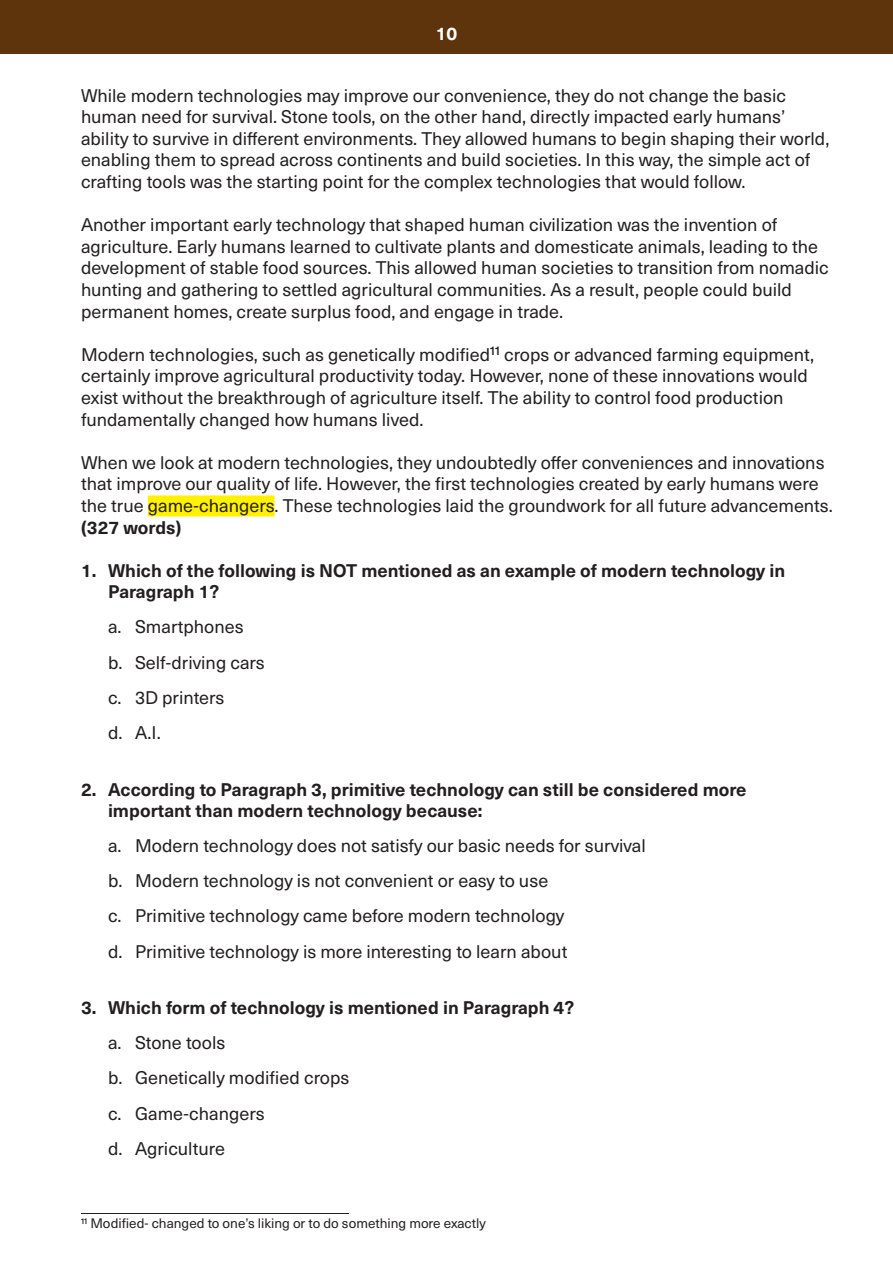 10
While modern technologies may improve our convenience, they do not change the basic
human need for survival. Stone tools, on the other hand, directly impacted early humans’
ability to survive in different environments. They allowed humans to begin shaping their world,
enabling them to spread across continents and build societies. In this way, the simple act of
crafting tools was the starting point for the complex technologies that would follow.
Another important early technology that shaped human civilization was the invention of
agriculture. Early humans learned to cultivate plants and domesticate animals, leading to the
development of stable food sources. This allowed human societies to transition from nomadic
hunting and gathering to settled agricultural communities. As a result, people could build
permanent homes, create surplus food, and engage in trade.
Modern technologies, such as genetically modified¹¹ crops or advanced farming equipment,
certainly improve agricultural productivity today. However, none of these innovations would
exist without the breakthrough of agriculture itself. The ability to control food production
fundamentally changed how humans lived.
When we look at modern technologies, they undoubtedly offer conveniences and innovations
that improve our quality of life. However, the first technologies created by early humans were
the true game-changers. These technologies laid the groundwork for all future advancements.
(327 words)
1. Which of the following is NOT mentioned as an example of modern technology in
Paragraph 1?
a. Smartphones
b. Self-driving cars
c. 3D printers
d. A.I.
2. According to Paragraph 3, primitive technology can still be considered more
important than modern technology because:
a. Modern technology does not satisfy our basic needs for survival
b. Modern technology is not convenient or easy to use
c. Primitive technology came before modern technology
d. Primitive technology is more interesting to learn about
3. Which form of technology is mentioned in Paragraph 4?
a. Stone tools
b. Genetically modified crops
c. Game-changers
d. Agriculture
¹¹ Modified- changed to one’s liking or to do something more exactly